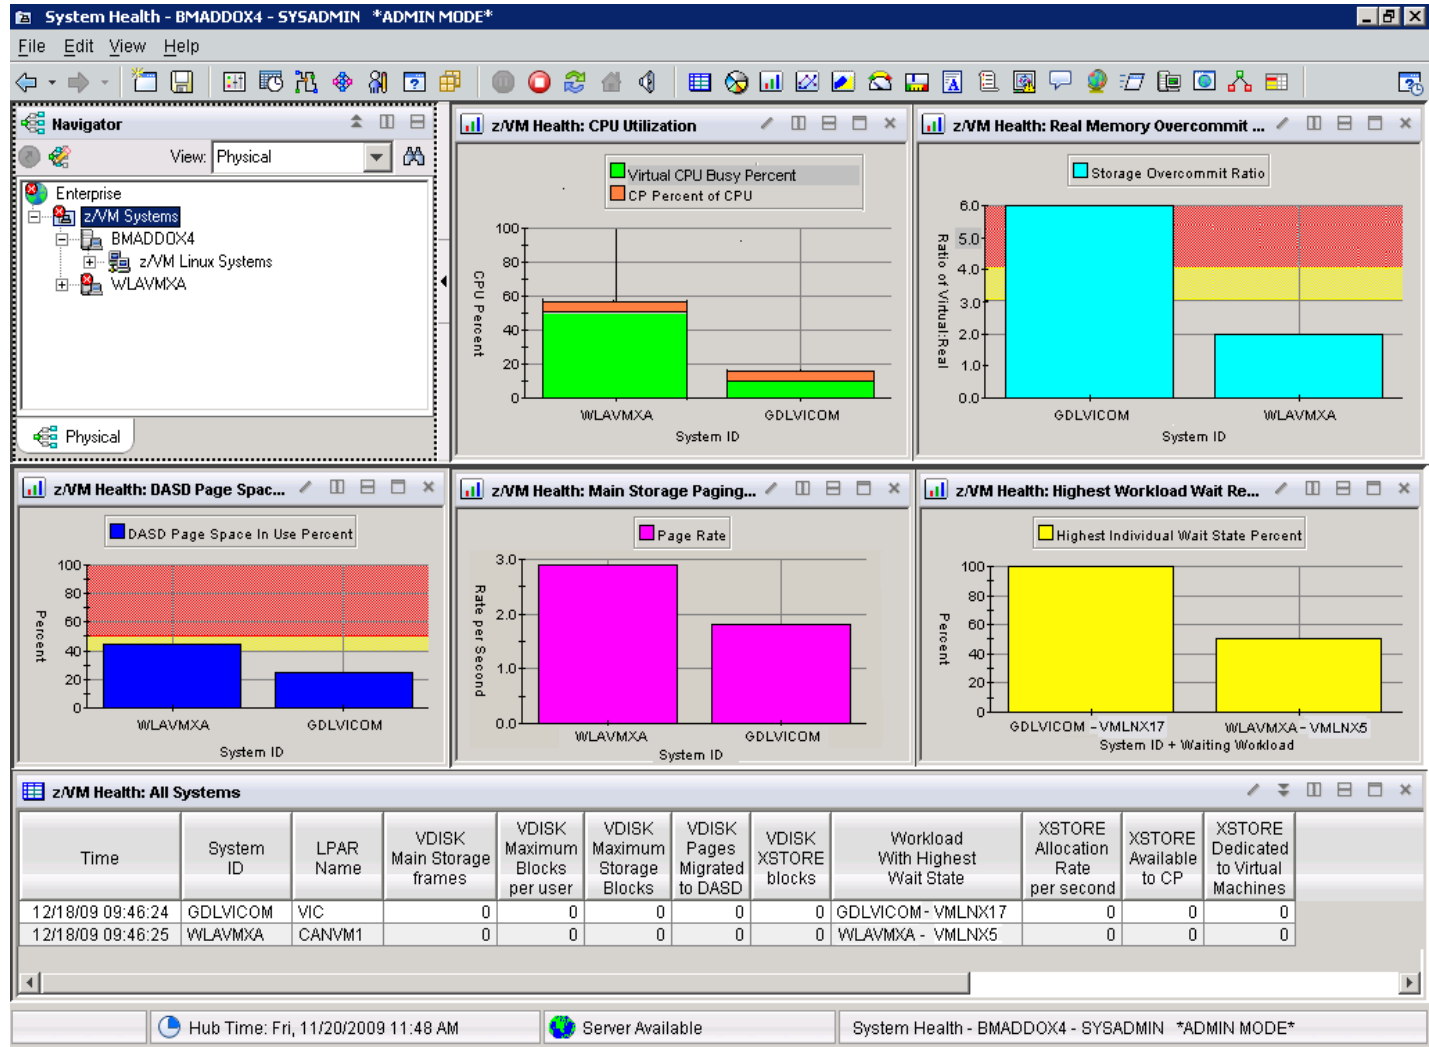 System Health - BMADDOX4 - SYSADMIN *ADMIN MODE*
File Edit View Help
Navigator
View: Physical
Enterprise
z/VM Systems
BMADDOX4
z/VM Linux Systems
WLAVMXA
Physical
z/VM Health: CPU Utilization
Virtual CPU Busy Percent
CP Percent of CPU
100
80
60
40
20
0
CPU Percent
WLAVMXA GDLVICOM
System ID
z/VM Health: Real Memory Overcommit ...
Storage Overcommit Ratio
6.0
5.0
4.0
3.0
2.0
1.0
0.0
Ratio of Virtual:Real
GDLVICOM WLAVMXA
System ID
z/VM Health: DASD Page Spac...
DASD Page Space In Use Percent
100
80
60
40
20
0
Percent
WLAVMXA GDLVICOM
System ID
z/VM Health: Main Storage Paging...
Page Rate
3.0
2.0
1.0
0.0
Rate per Second
WLAVMXA GDLVICOM
System ID
z/VM Health: Highest Workload Wait Re...
Highest Individual Wait State Percent
100
80
60
40
20
0
Percent
GDLVICOM - VMLNX17 WLAVMXA - VMLNX5
System ID + Waiting Workload
z/VM Health: All Systems
Time System ID LPAR Name VDISK Main Storage frames VDISK Maximum Blocks per user VDISK Maximum Storage Blocks VDISK Pages Migrated to DASD VDISK XSTORE blocks Workload With Highest Wait State XSTORE Allocation Rate per second XSTORE Available to CP XSTORE Dedicated to Virtual Machines
12/18/09 09:46:24 GDLVICOM VIC 0 0 0 0 0 GDLVICOM- VMLNX17 0 0 0
12/18/09 09:46:25 WLAVMXA CANVM1 0 0 0 0 0 WLAVMXA - VMLNX5 0 0 0
Hub Time: Fri, 11/20/2009 11:48 AM Server Available System Health - BMADDOX4 - SYSADMIN *ADMIN MODE*